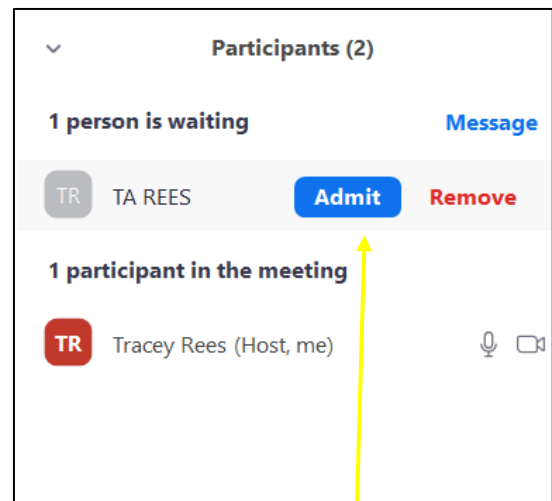 Participants (2)
1 person is waiting Message
TR TA REES Admit Remove
1 participant in the meeting
TR Tracey Rees (Host, me)